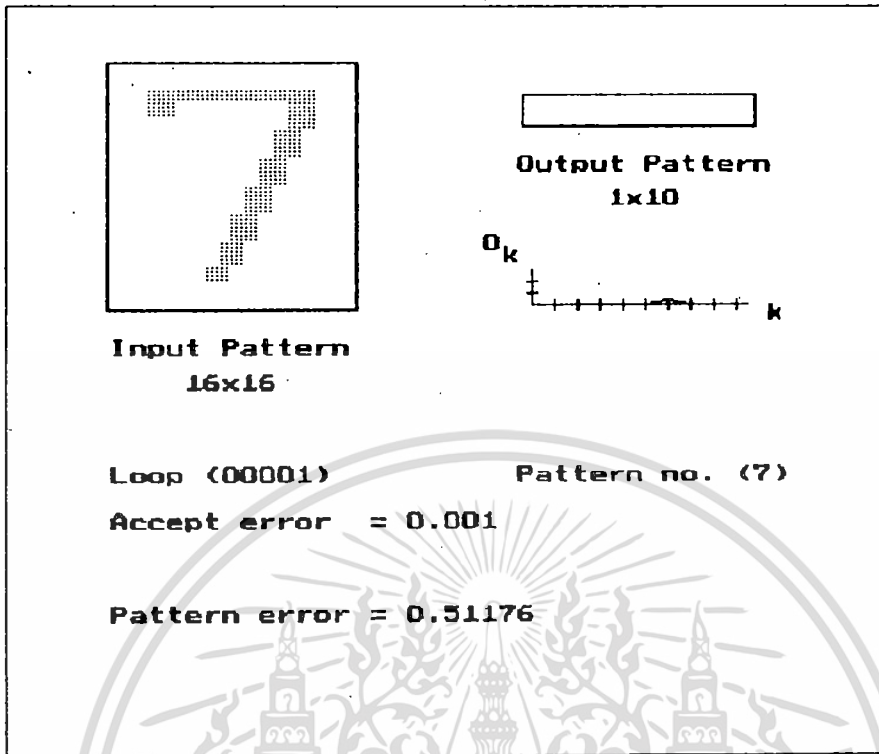 Output Pattern
1x10
O_k
k
Input Pattern
16x16
Loop (00001) Pattern no. (7)
Accept error = 0.001
Pattern error = 0.51176